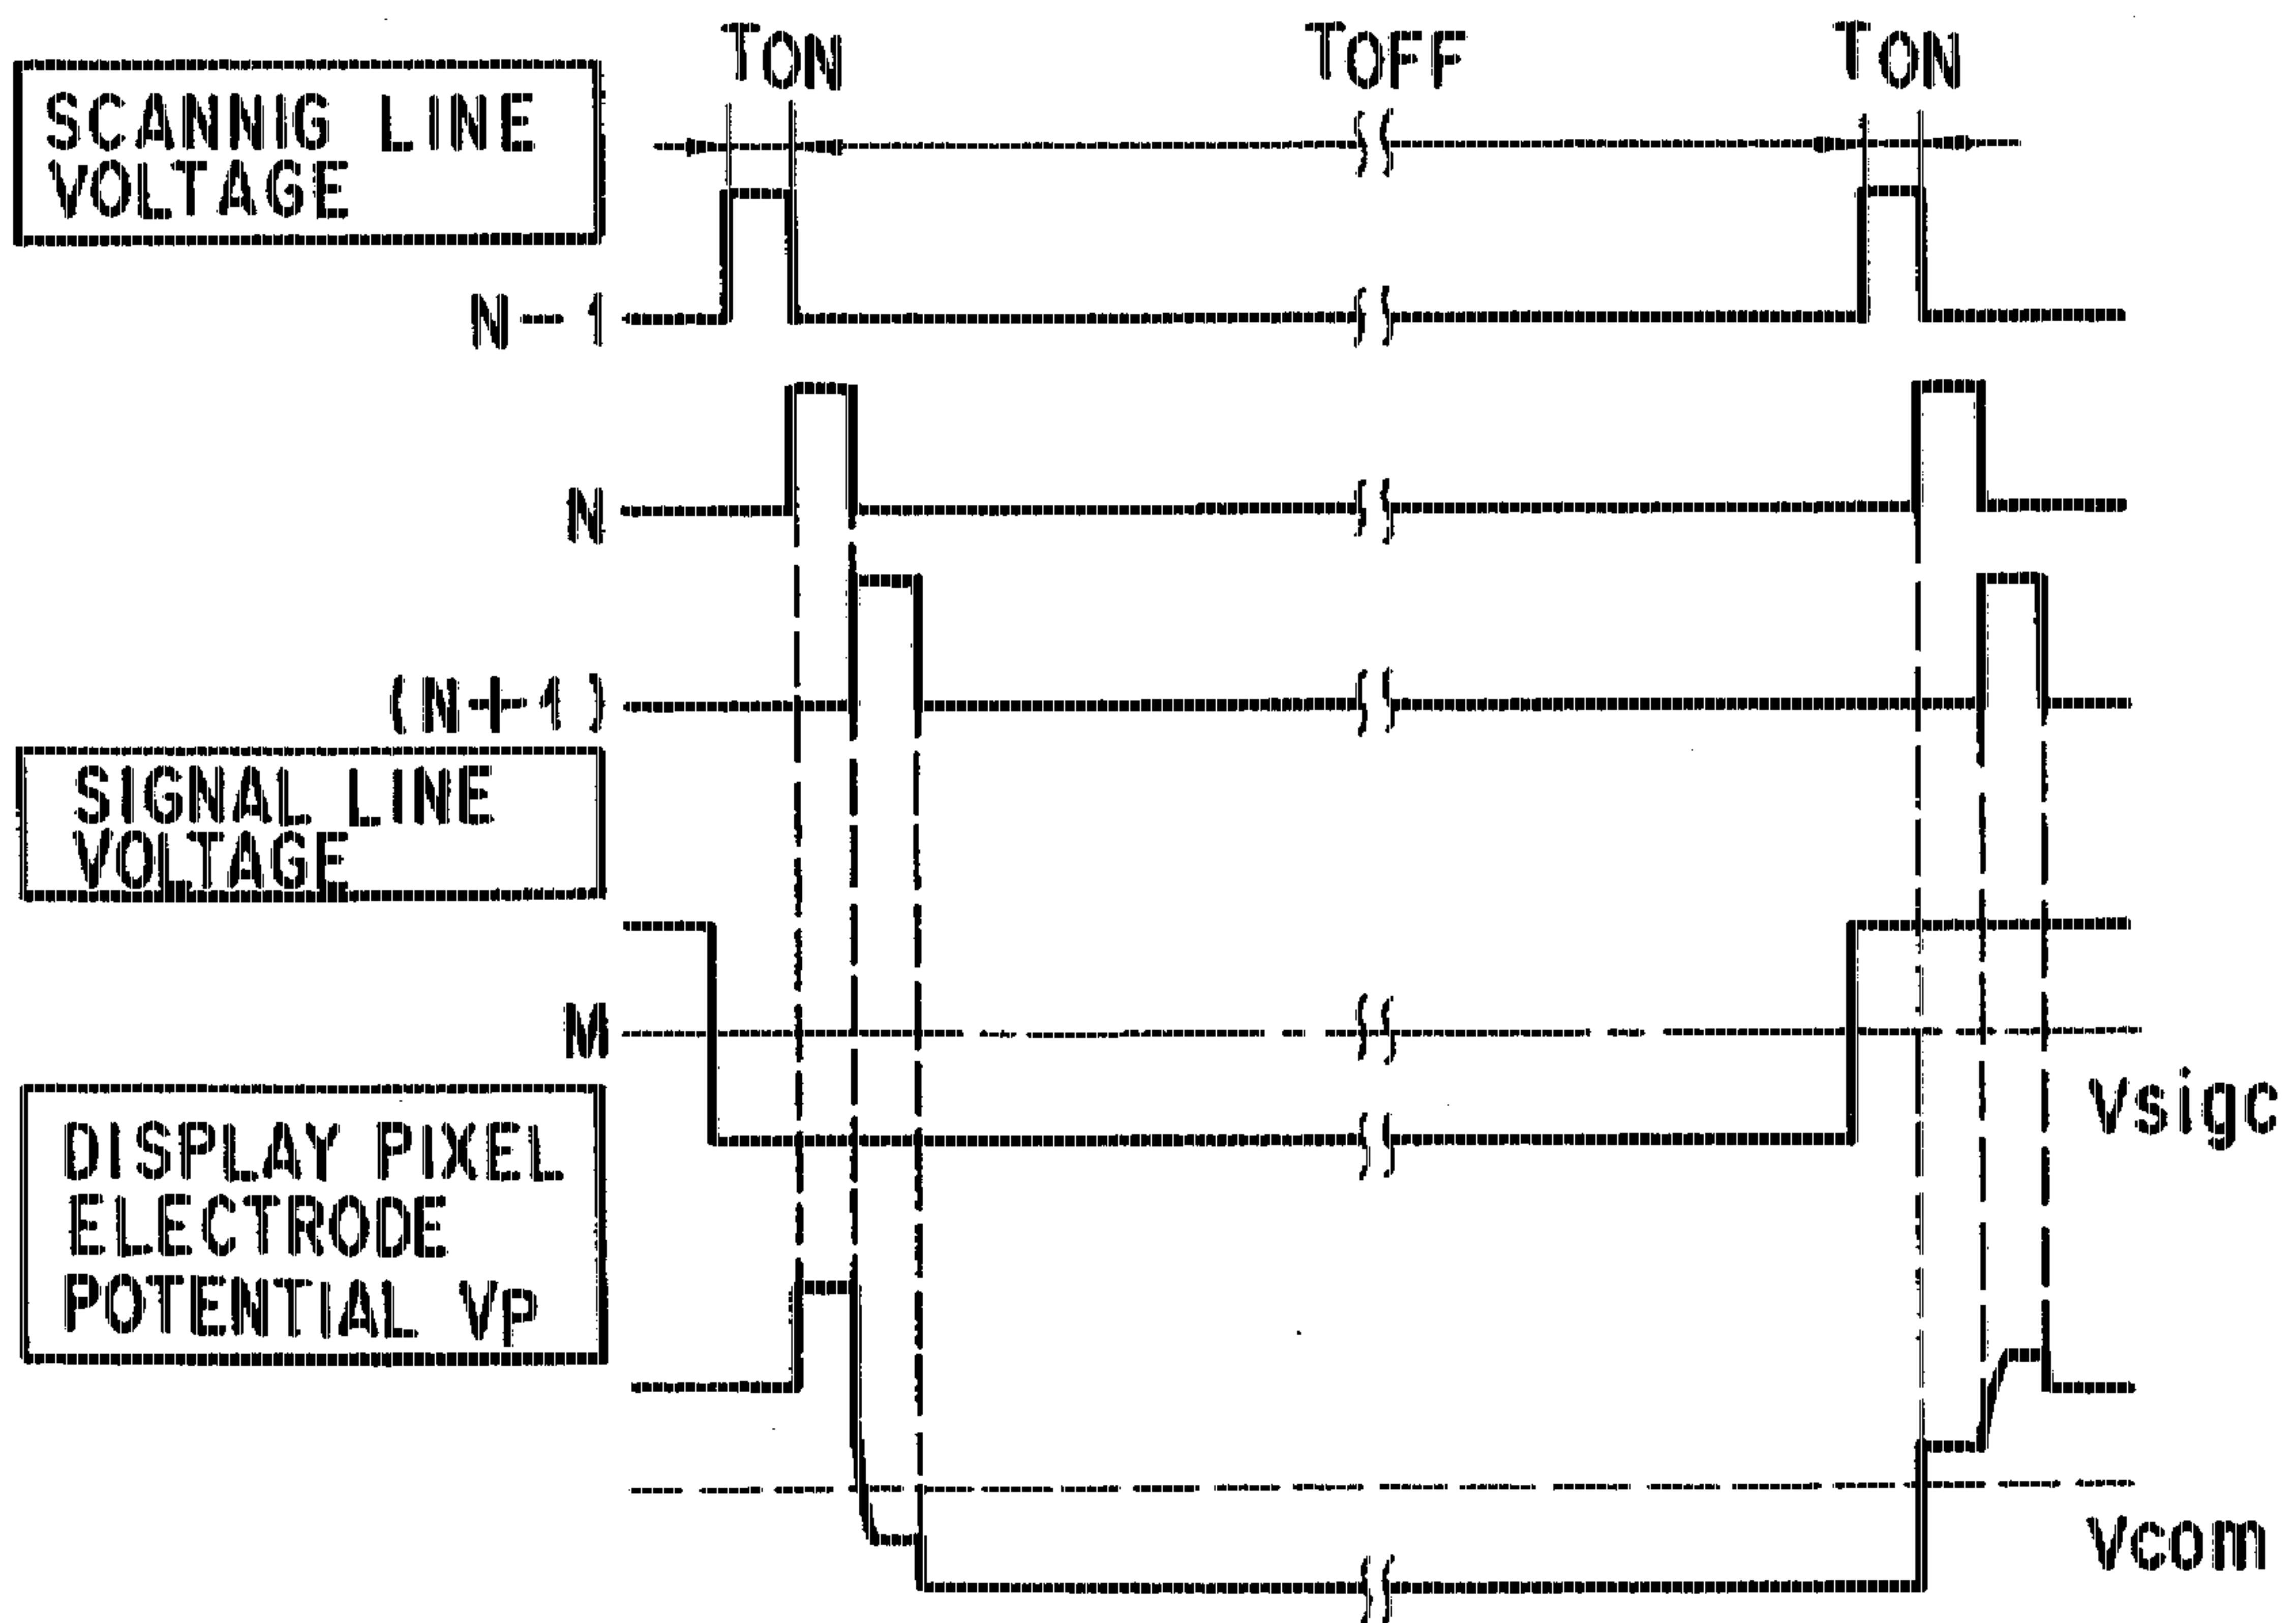 TON TOFF TON
SCANNIG LINE
VOLTAGE
N-1
N
(N+1)
SIGNAL LINE
VOLTAGE
M
Vsigc
DISPLAY PIXEL
ELECTRODE
POTENTIAL VP
Vcom